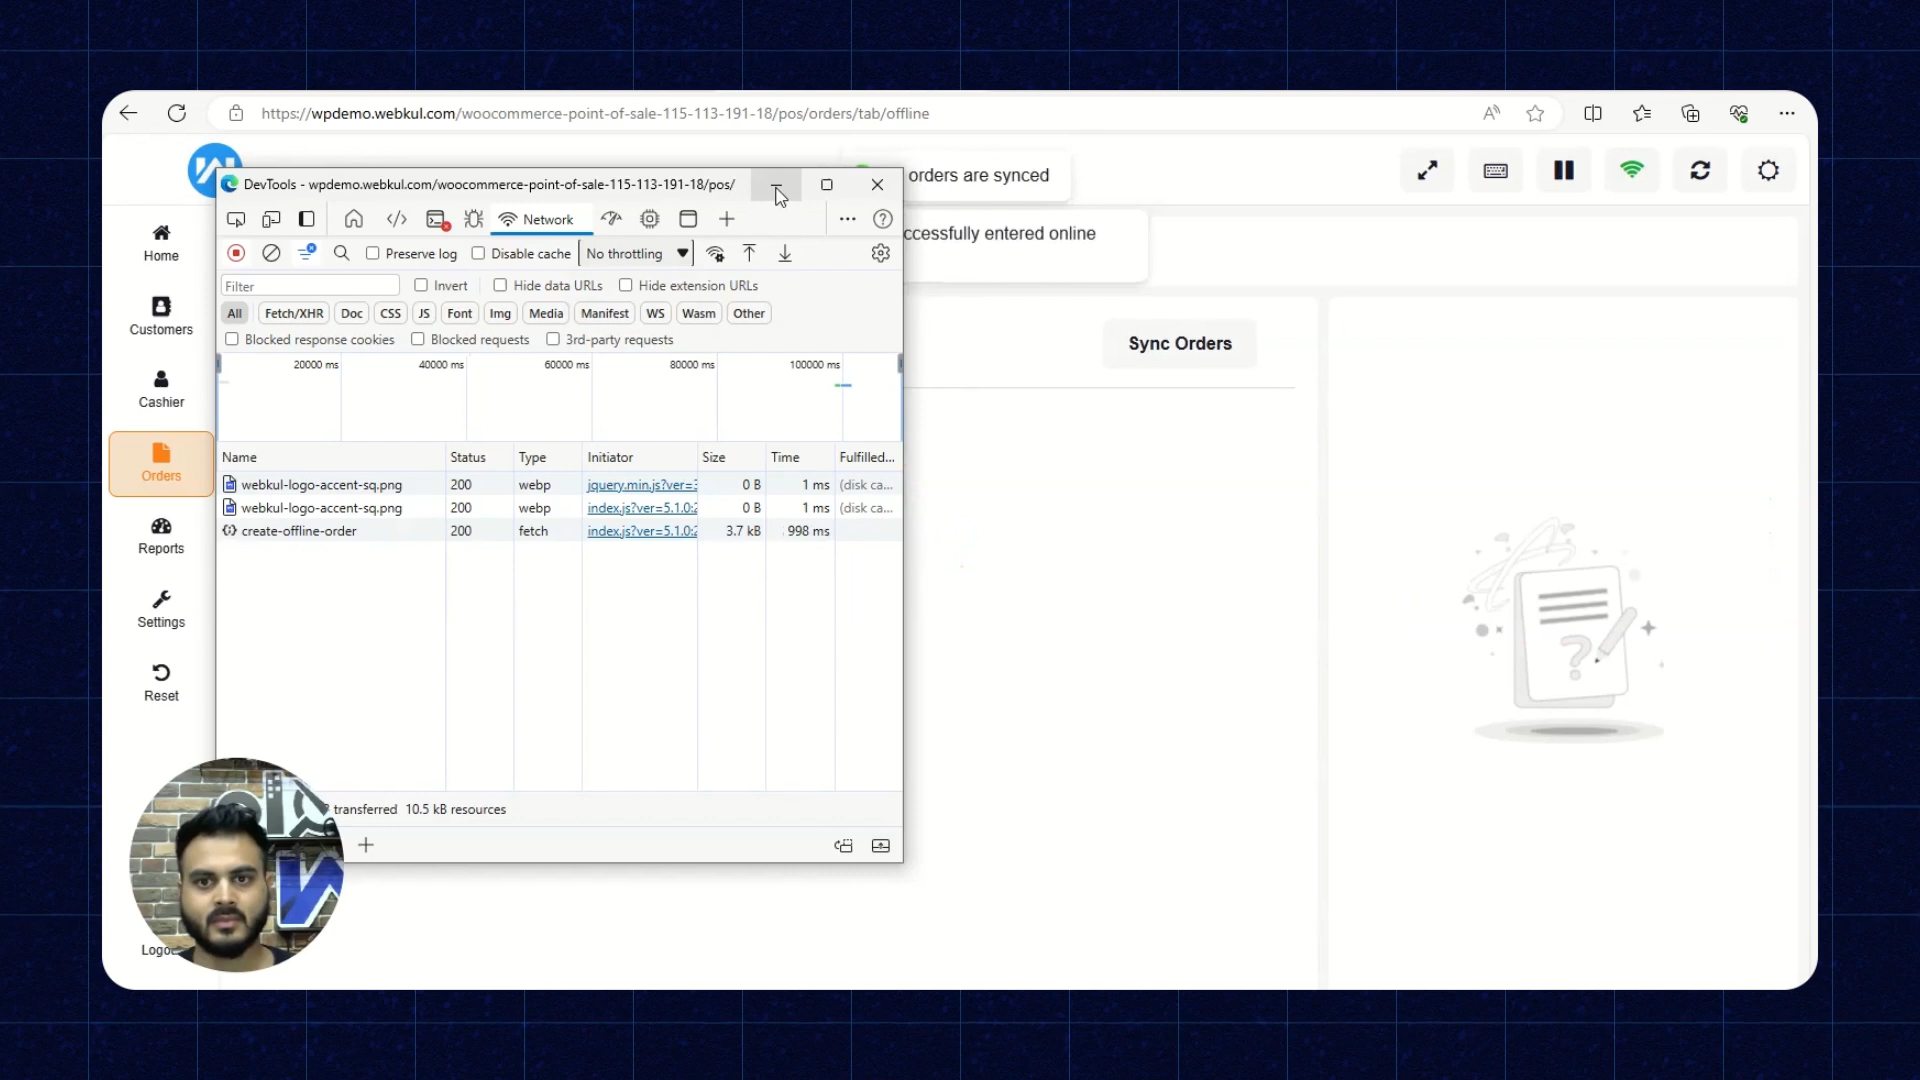 https://wpdemo.webkul.com/woocommerce-point-of-sale-115-113-191-18/pos/orders/tab/offline
orders are synced
DevTools - wpdemo.webkul.com/woocommerce-point-of-sale-115-113-191-18/pos/
Network
ccessfully entered online
Preserve log
Disable cache
No throttling
Filter
Invert
Hide data URLs
Hide extension URLs
All
Fetch/XHR
Doc
CSS
JS
Font
Img
Media
Manifest
WS
Wasm
Other
Blocked response cookies
Blocked requests
3rd-party requests
20000 ms
40000 ms
60000 ms
80000 ms
100000 ms
Name Status Type Initiator Size Time Fulfilled...
webkul-logo-accent-sq.png 200 webp jquery.min.js?ver=3 0 B 1 ms (disk ca...
webkul-logo-accent-sq.png 200 webp index.js?ver=5.1.0:2 0 B 1 ms (disk ca...
create-offline-order 200 fetch index.js?ver=5.1.0:2 3.7 kB 998 ms
transferred 10.5 kB resources
Home
Customers
Cashier
Orders
Reports
Settings
Reset
Sync Orders